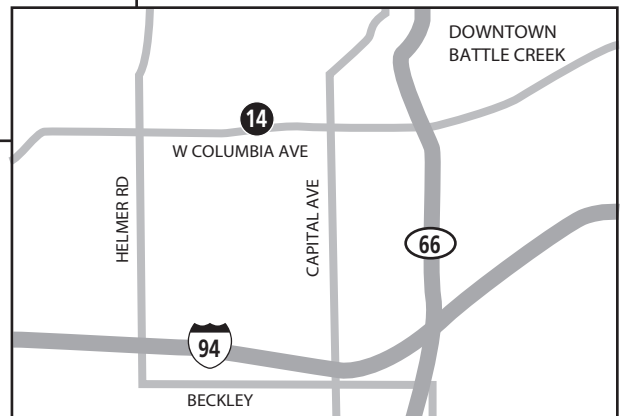 DOWNTOWN
BATTLE CREEK
14
W COLUMBIA AVE
HELMER RD
CAPITAL AVE
66
94
BECKLEY